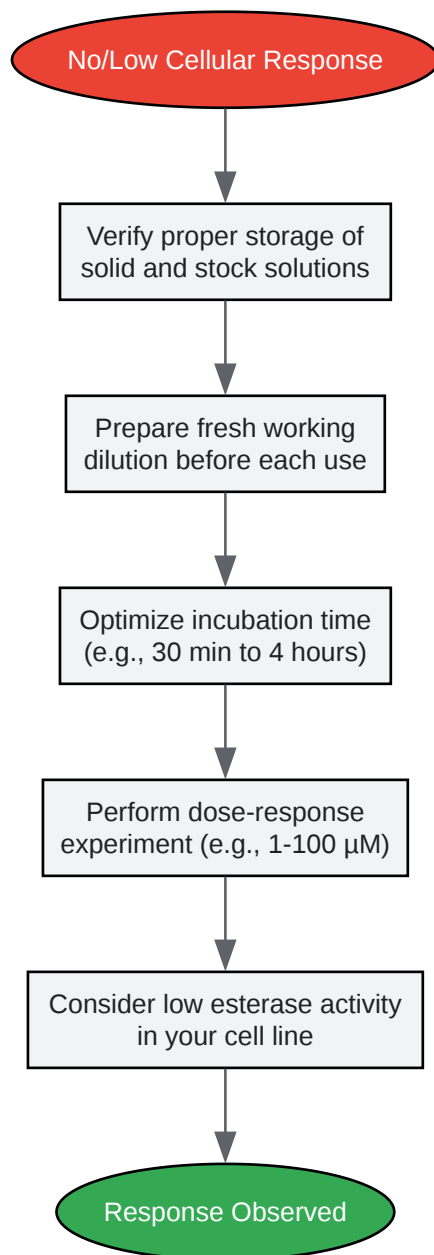 No/Low Cellular Response
Verify proper storage of
solid and stock solutions
Prepare fresh working
dilution before each use
Optimize incubation time
(e.g., 30 min to 4 hours)
Perform dose-response
experiment (e.g., 1-100 µM)
Consider low esterase activity
in your cell line
Response Observed